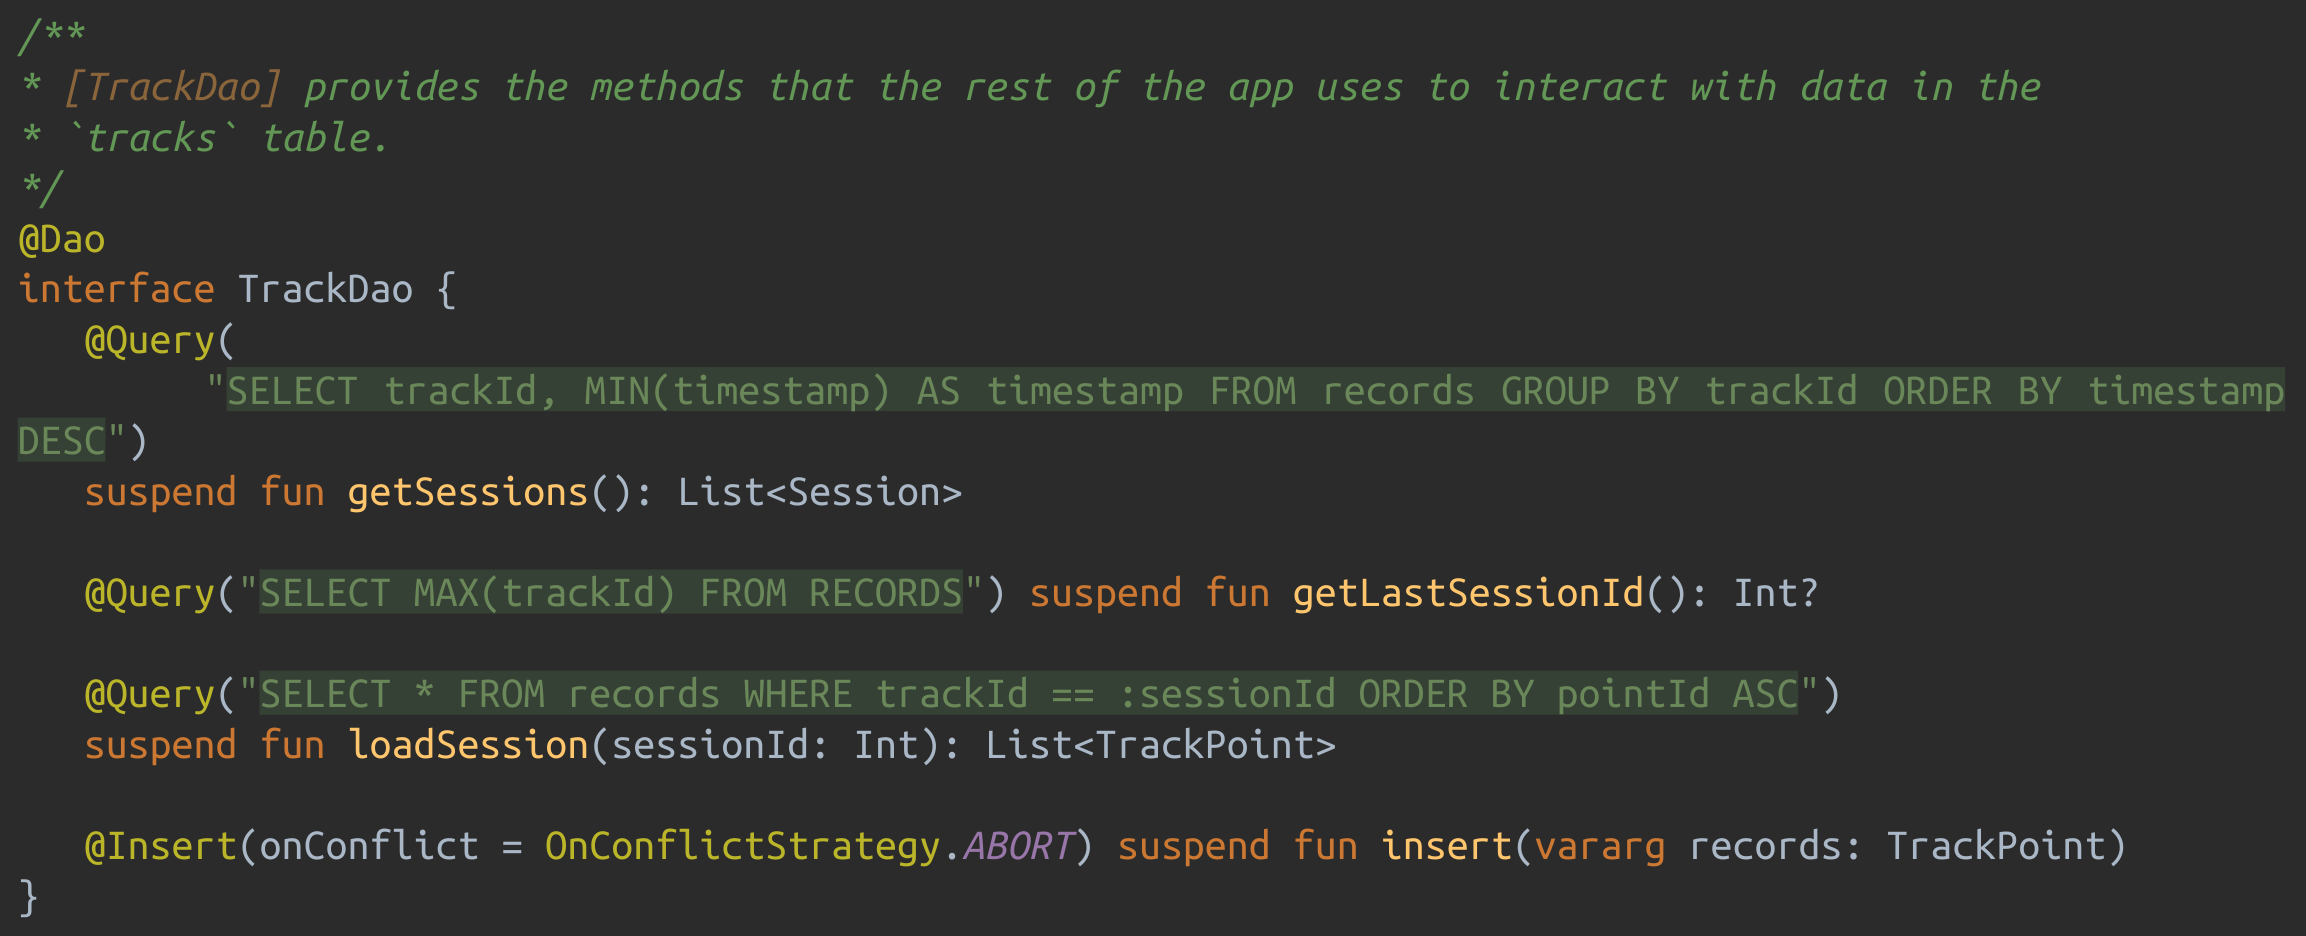 /**
* [TrackDao] provides the methods that the rest of the app uses to interact with data in the
* `tracks` table.
*/
@Dao
interface TrackDao {
@Query(
"SELECT trackId, MIN(timestamp) AS timestamp FROM records GROUP BY trackId ORDER BY timestamp
DESC")
suspend fun getSessions(): List<Session>
@Query("SELECT MAX(trackId) FROM RECORDS") suspend fun getLastSessionId(): Int?
@Query("SELECT * FROM records WHERE trackId == :sessionId ORDER BY pointId ASC")
suspend fun loadSession(sessionId: Int): List<TrackPoint>
@Insert(onConflict = OnConflictStrategy.ABORT) suspend fun insert(vararg records: TrackPoint)
}